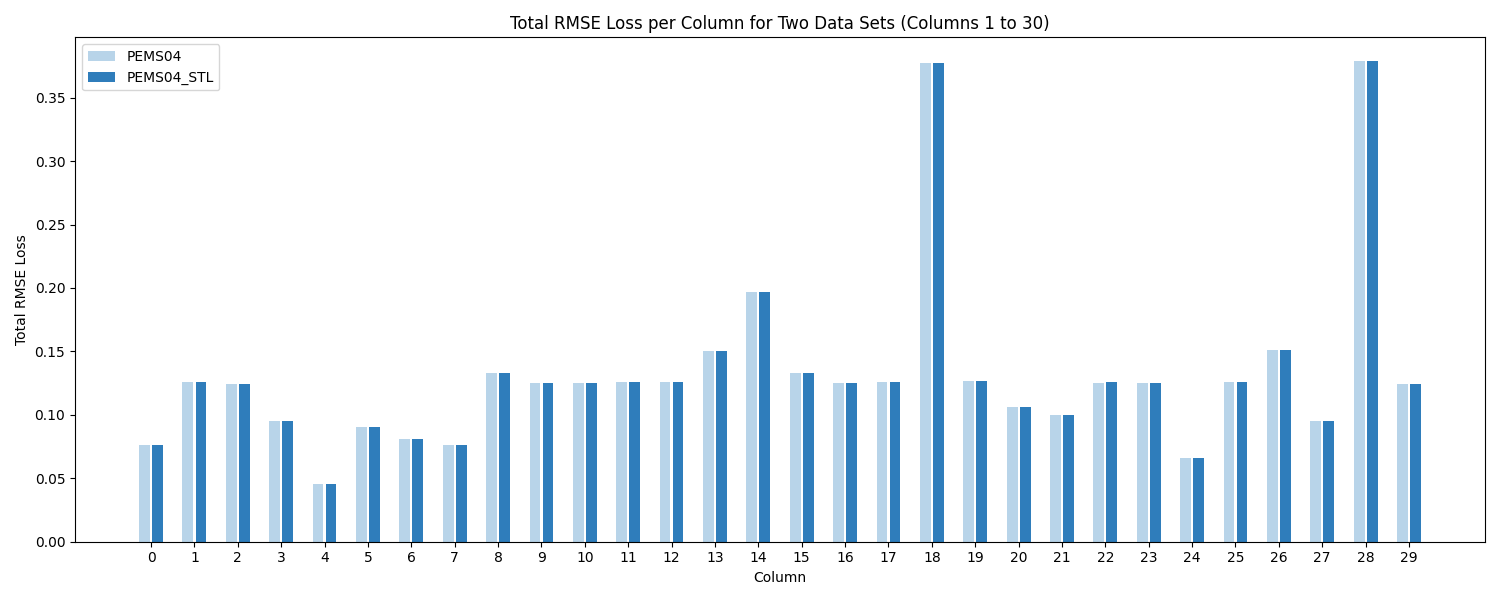 Total RMSE Loss per Column for Two Data Sets (Columns 1 to 30)
PEMS04
PEMS04_STL
Total RMSE Loss
0.35
0.30
0.25
0.20
0.15
0.10
0.05
0.00
0 1 2 3 4 5 6 7 8 9 10 11 12 13 14 15 16 17 18 19 20 21 22 23 24 25 26 27 28 29
Column